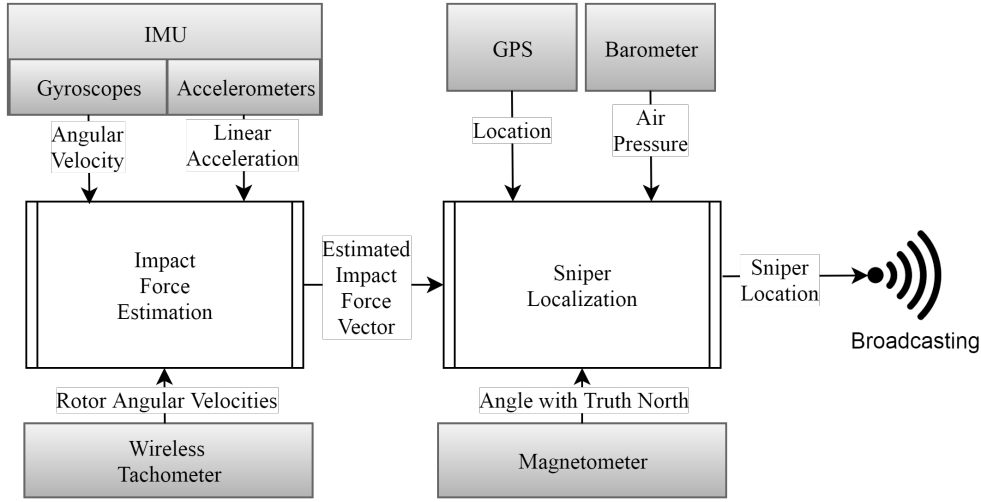 IMU
Gyroscopes
Accelerometers
GPS
Barometer
Angular
Velocity
Linear
Acceleration
Location
Air
Pressure
Impact
Force
Estimation
Estimated
Impact
Force
Vector
Sniper
Localization
Sniper
Location
Broadcasting
Rotor Angular Velocities
Angle with Truth North
Wireless
Tachometer
Magnetometer